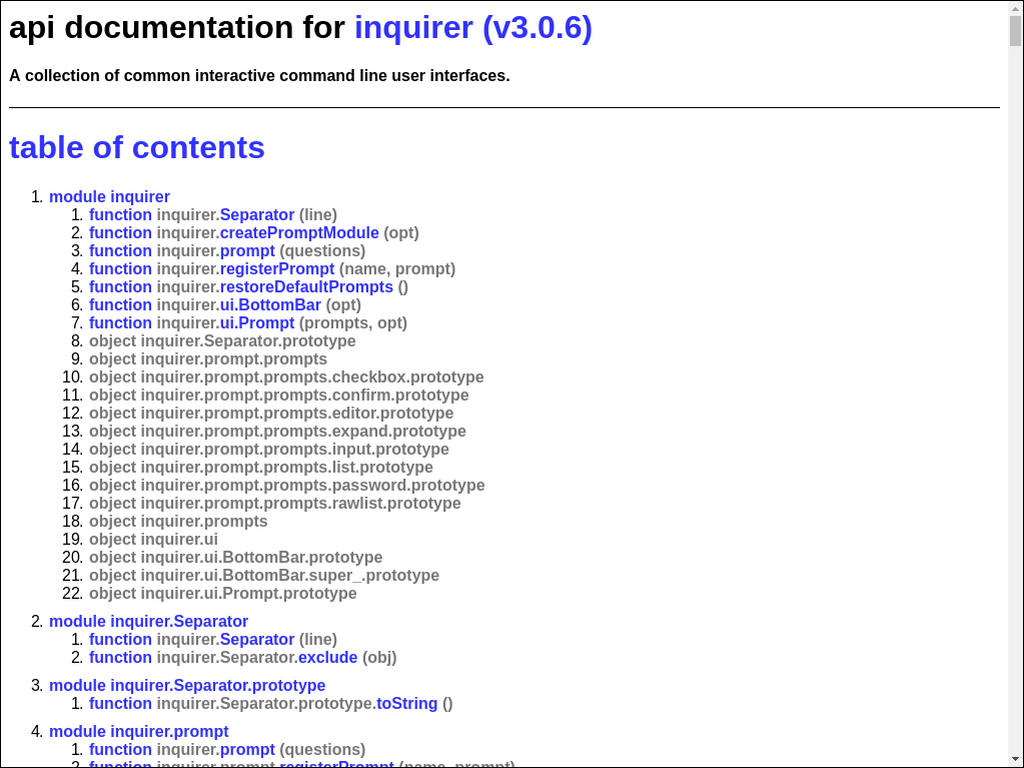 api documentation for inquirer (v3.0.6)
A collection of common interactive command line user interfaces.
table of contents
1. module inquirer
1. function inquirer.Separator (line)
2. function inquirer.createPromptModule (opt)
3. function inquirer.prompt (questions)
4. function inquirer.registerPrompt (name, prompt)
5. function inquirer.restoreDefaultPrompts ()
6. function inquirer.ui.BottomBar (opt)
7. function inquirer.ui.Prompt (prompts, opt)
8. object inquirer.Separator.prototype
9. object inquirer.prompt.prompts
10. object inquirer.prompt.prompts.checkbox.prototype
11. object inquirer.prompt.prompts.confirm.prototype
12. object inquirer.prompt.prompts.editor.prototype
13. object inquirer.prompt.prompts.expand.prototype
14. object inquirer.prompt.prompts.input.prototype
15. object inquirer.prompt.prompts.list.prototype
16. object inquirer.prompt.prompts.password.prototype
17. object inquirer.prompt.prompts.rawlist.prototype
18. object inquirer.prompts
19. object inquirer.ui
20. object inquirer.ui.BottomBar.prototype
21. object inquirer.ui.BottomBar.super_.prototype
22. object inquirer.ui.Prompt.prototype
2. module inquirer.Separator
1. function inquirer.Separator (line)
2. function inquirer.Separator.exclude (obj)
3. module inquirer.Separator.prototype
1. function inquirer.Separator.prototype.toString ()
4. module inquirer.prompt
1. function inquirer.prompt (questions)
2. function inquirer.prompt.registerPrompt (name, prompt)